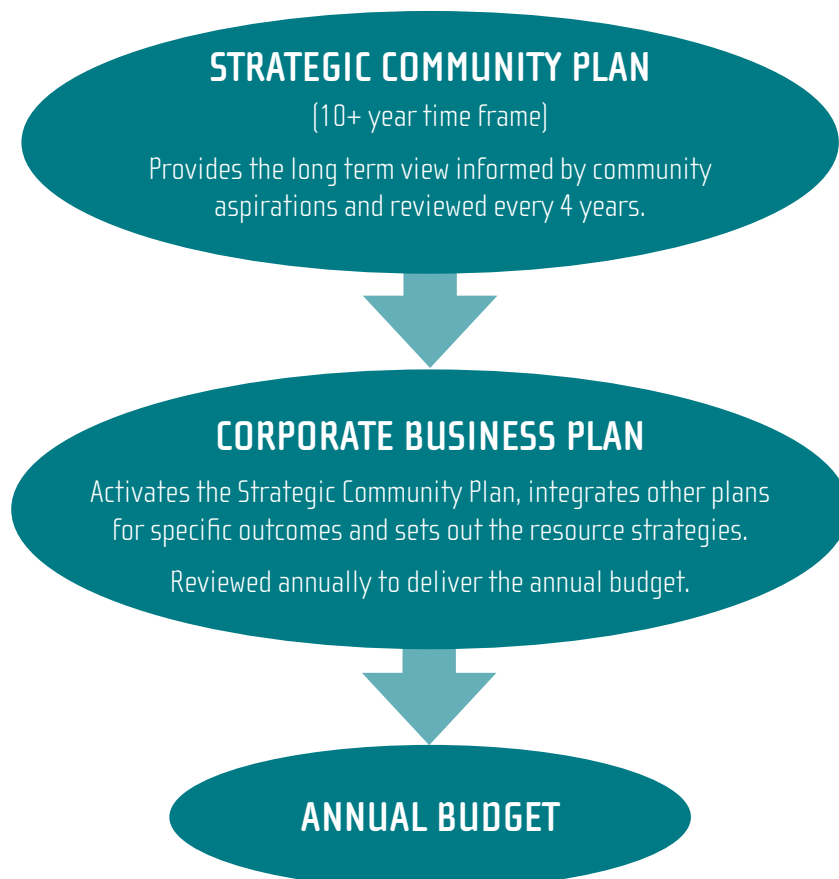 STRATEGIC COMMUNITY PLAN
(10+ year time frame)
Provides the long term view informed by community
aspirations and reviewed every 4 years.
CORPORATE BUSINESS PLAN
Activates the Strategic Community Plan, integrates other plans
for specific outcomes and sets out the resource strategies.
Reviewed annually to deliver the annual budget.
ANNUAL BUDGET